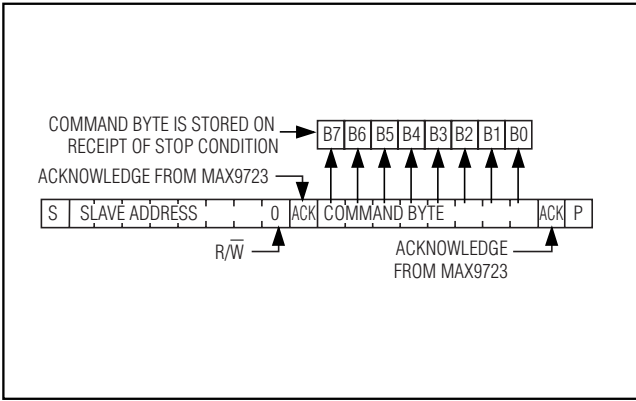 COMMAND BYTE IS STORED ON
RECEIPT OF STOP CONDITION
B7 B6 B5 B4 B3 B2 B1 B0
ACKNOWLEDGE FROM MAX9723
S SLAVE ADDRESS 0 ACK COMMAND BYTE ACK P
R/W̅
ACKNOWLEDGE
FROM MAX9723